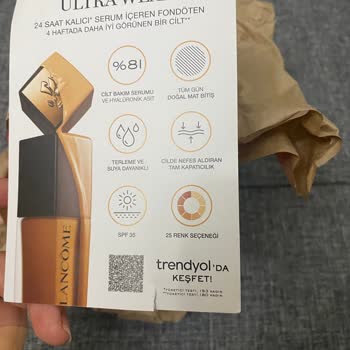 ULTRA WEAR
24 SAAT KALICI* SERUM İÇEREN FONDÖTEN
4 HAFTADA DAHA İYİ GÖRÜNEN BİR CİLT**
%81
CİLT BAKIM SERUMU
VE HYALÜRONİK ASİT
TÜM GÜN
DOĞAL MAT BİTİŞ
TERLEME VE
SUYA DAYANIKLI
CİLDE NEFES ALDIRAN
TAM KAPATICILIK
SPF 35
25 RENK SEÇENEĞİ
LANCÔME
trendyol'DA
KEŞFET!